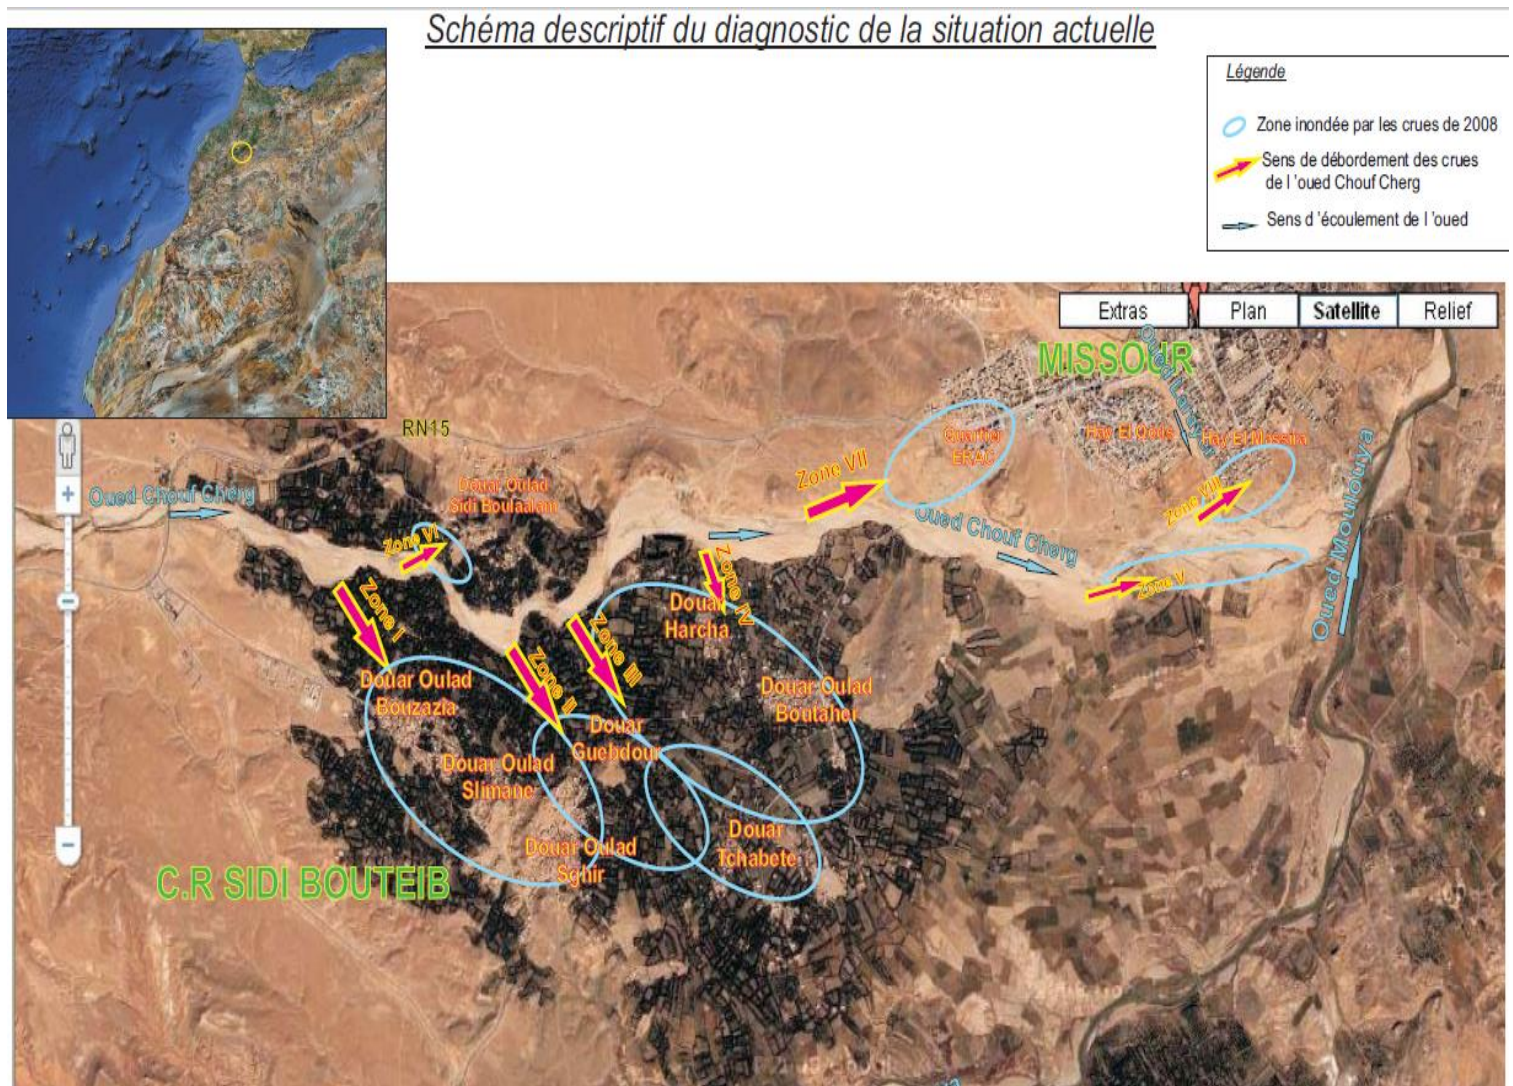 Schéma descriptif du diagnostic de la situation actuelle
Légende
Zone inondée par les crues de 2008
Sens de débordement des crues
de l 'oued Chouf Cherg
Sens d 'écoulement de l 'oued
Extras
Plan
Satellite
Relief
MISSOUR
RN15
Quartier
ERAC
Hay El Qods
Hay El Massira
Zone VII
Douar Oulad
Sidi Boulaalam
Oued Chouf Cherg
Zone VIII
Oued Chouf Cherg
Zone VI
Oued Moulouya
Zone V
Zone I
Zone IV
Douar
Harcha
Zone III
Zone II
Douar Oulad
Bouzazia
Douar Oulad
Boutaher
Douar
Guebdour
Douar Oulad
Slimane
Douar
Tchabete
Douar Oulad
Sghir
C.R SIDI BOUTEIB